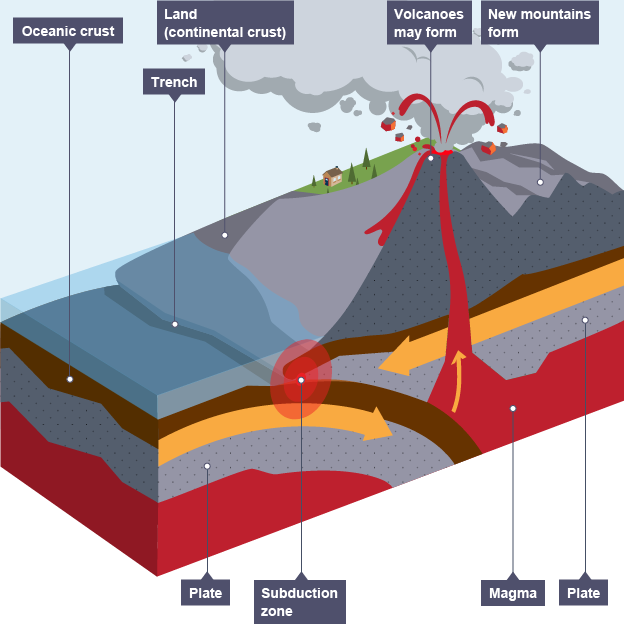 Oceanic crust
Land
(continental crust)
Volcanoes
may form
New mountains
form
Trench
Plate
Subduction
zone
Magma
Plate